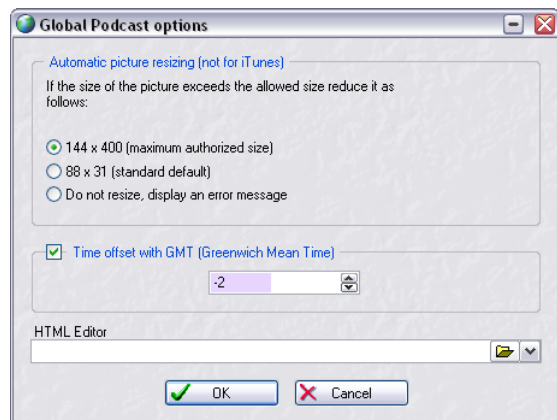 Global Podcast options
Automatic picture resizing (not for iTunes)
If the size of the picture exceeds the allowed size reduce it as
follows:
144 x 400 (maximum authorized size)
88 x 31 (standard default)
Do not resize, display an error message
Time offset with GMT (Greenwich Mean Time)
-2
HTML Editor
OK
Cancel